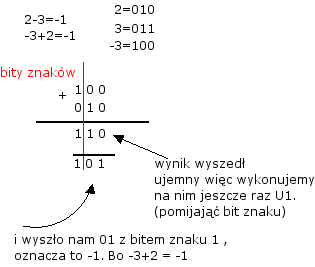 2-3=-1
-3+2=-1
2=010
3=011
-3=100
bity znaków
1 0 0
+
0 1 0
1 1 0
1 0 1
wynik wyszedł
ujemny więc wykonujemy
na nim jeszcze raz U1.
(pomijając bit znaku)
i wyszło nam 01 z bitem znaku 1 ,
oznacza to -1. Bo -3+2 = -1